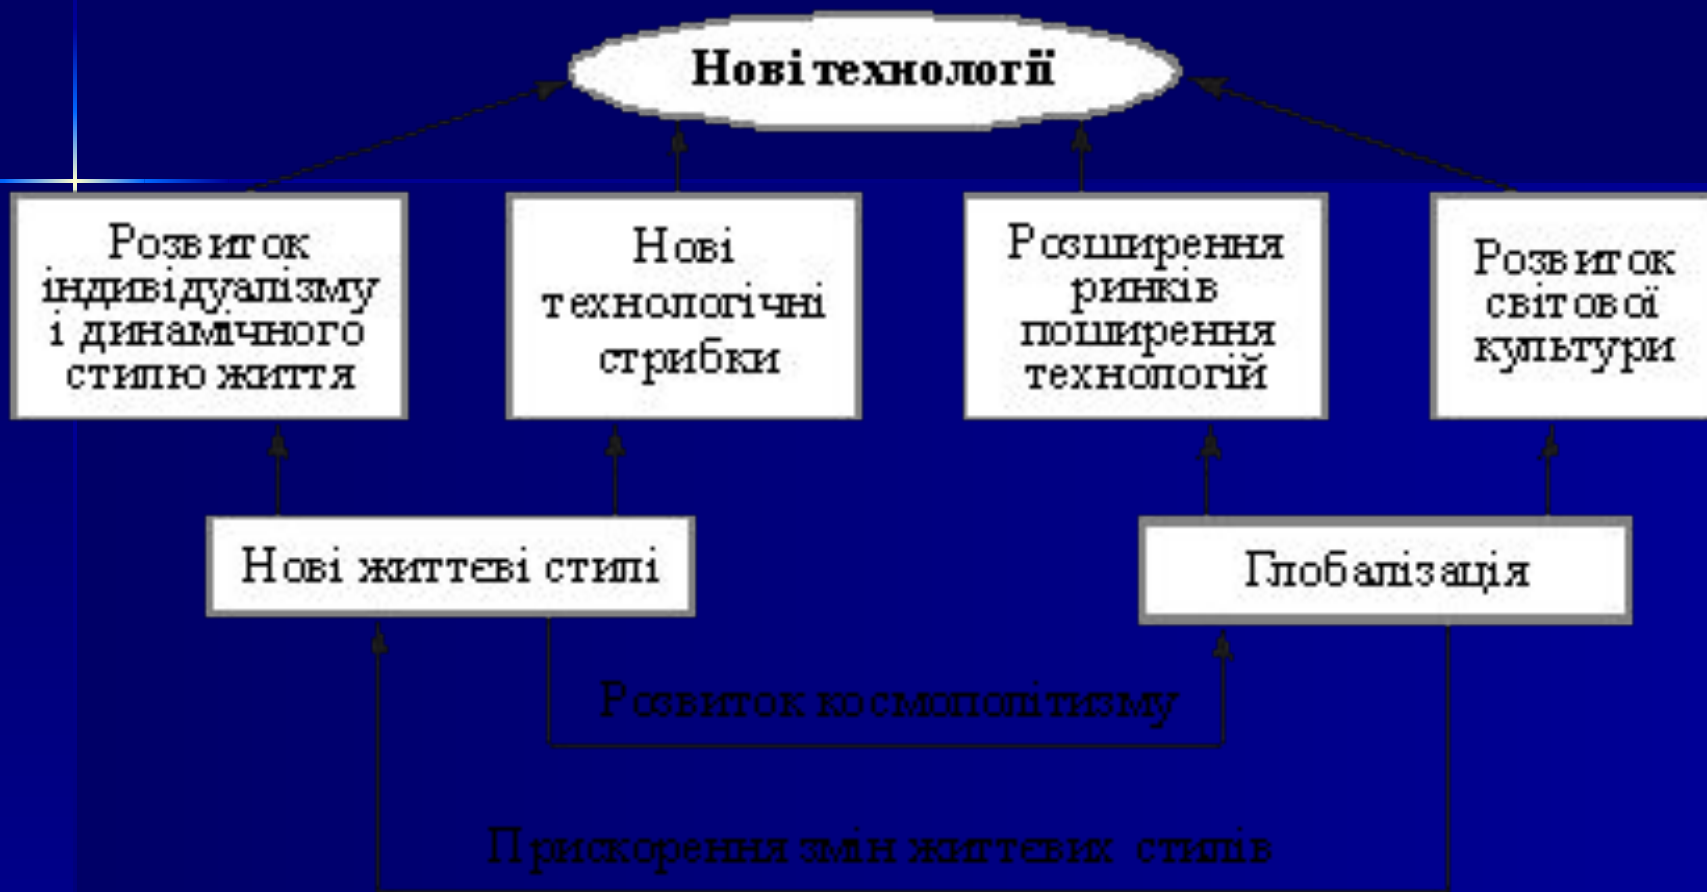 Нові технології
Розвиток
індивідуалізму
і динамічного
стилю життя
Нові
технологічні
стрибки
Розширення
ринків
поширення
технологій
Розвиток
світової
культури
Нові життєві стилі
Глобалізація
Розвиток космополітизму
Прискорення змін життєвих стилів